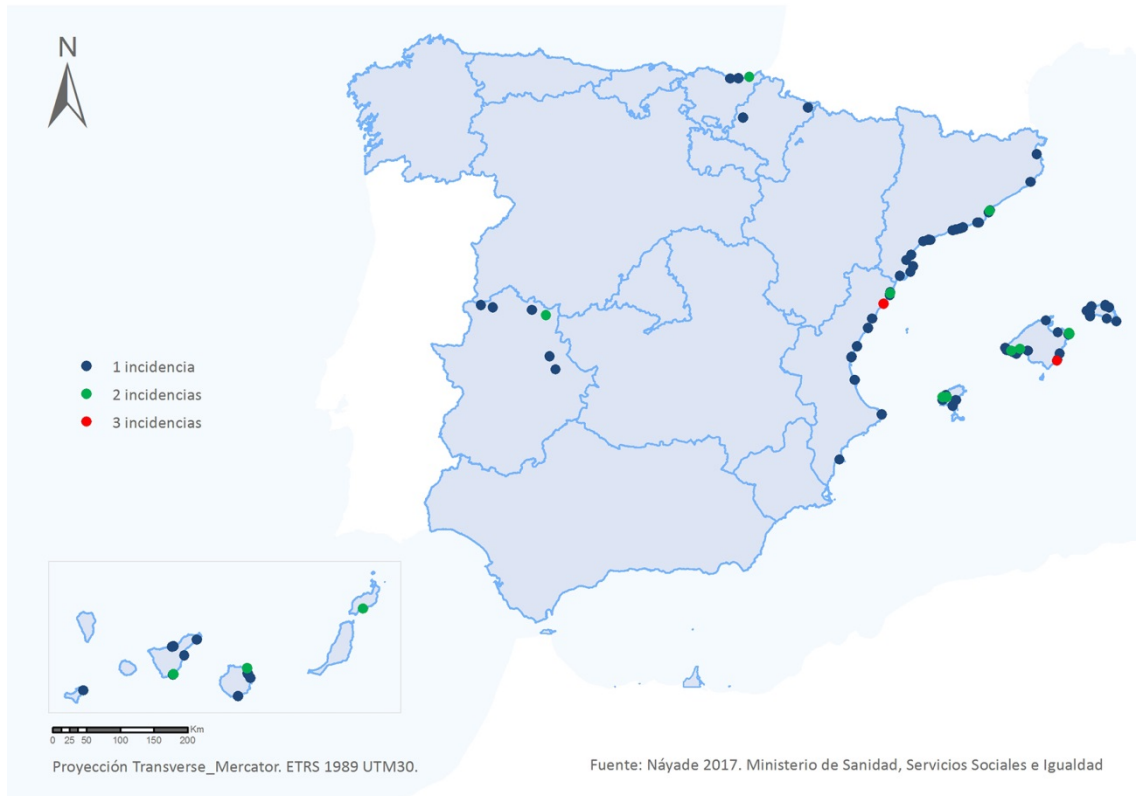 N
1 incidencia
2 incidencias
3 incidencias
Km
0 25 50 100 150 200
Proyección Transverse_Mercator. ETRS 1989 UTM30.
Fuente: Náyade 2017. Ministerio de Sanidad, Servicios Sociales e Igualdad